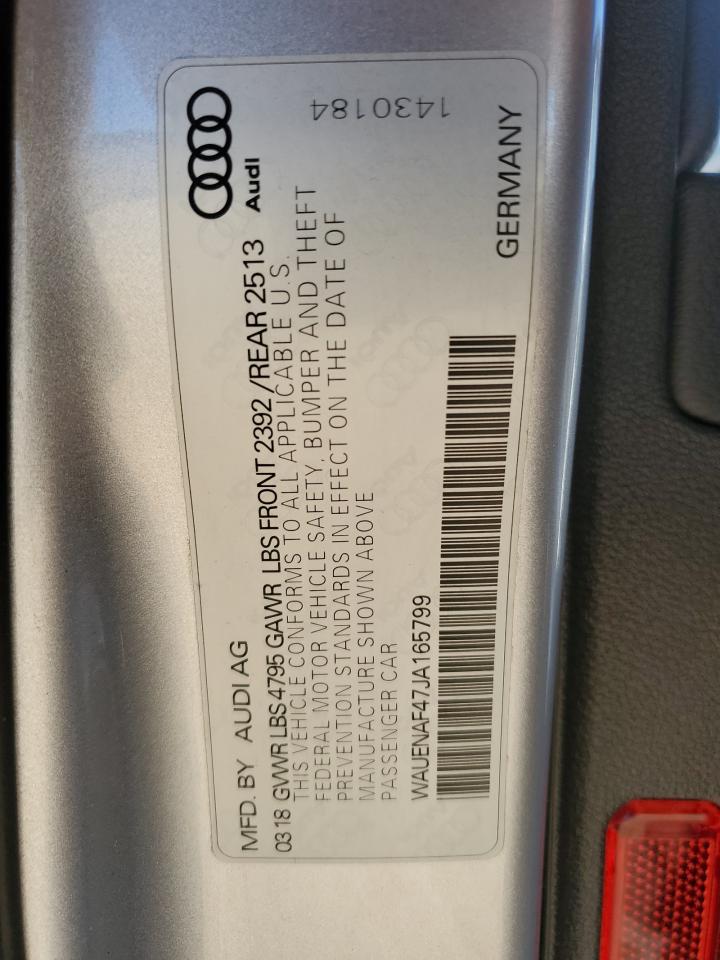 MFD. BY AUDI AG
Audi
03 18 GVWR LBS 4795 GAWR LBS FRONT 2392 /REAR 2513
THIS VEHICLE CONFORMS TO ALL APPLICABLE U.S.
FEDERAL MOTOR VEHICLE SAFETY, BUMPER AND THEFT
PREVENTION STANDARDS IN EFFECT ON THE DATE OF
MANUFACTURE SHOWN ABOVE
PASSENGER CAR
1430184
WAUENAF47JA165799
GERMANY